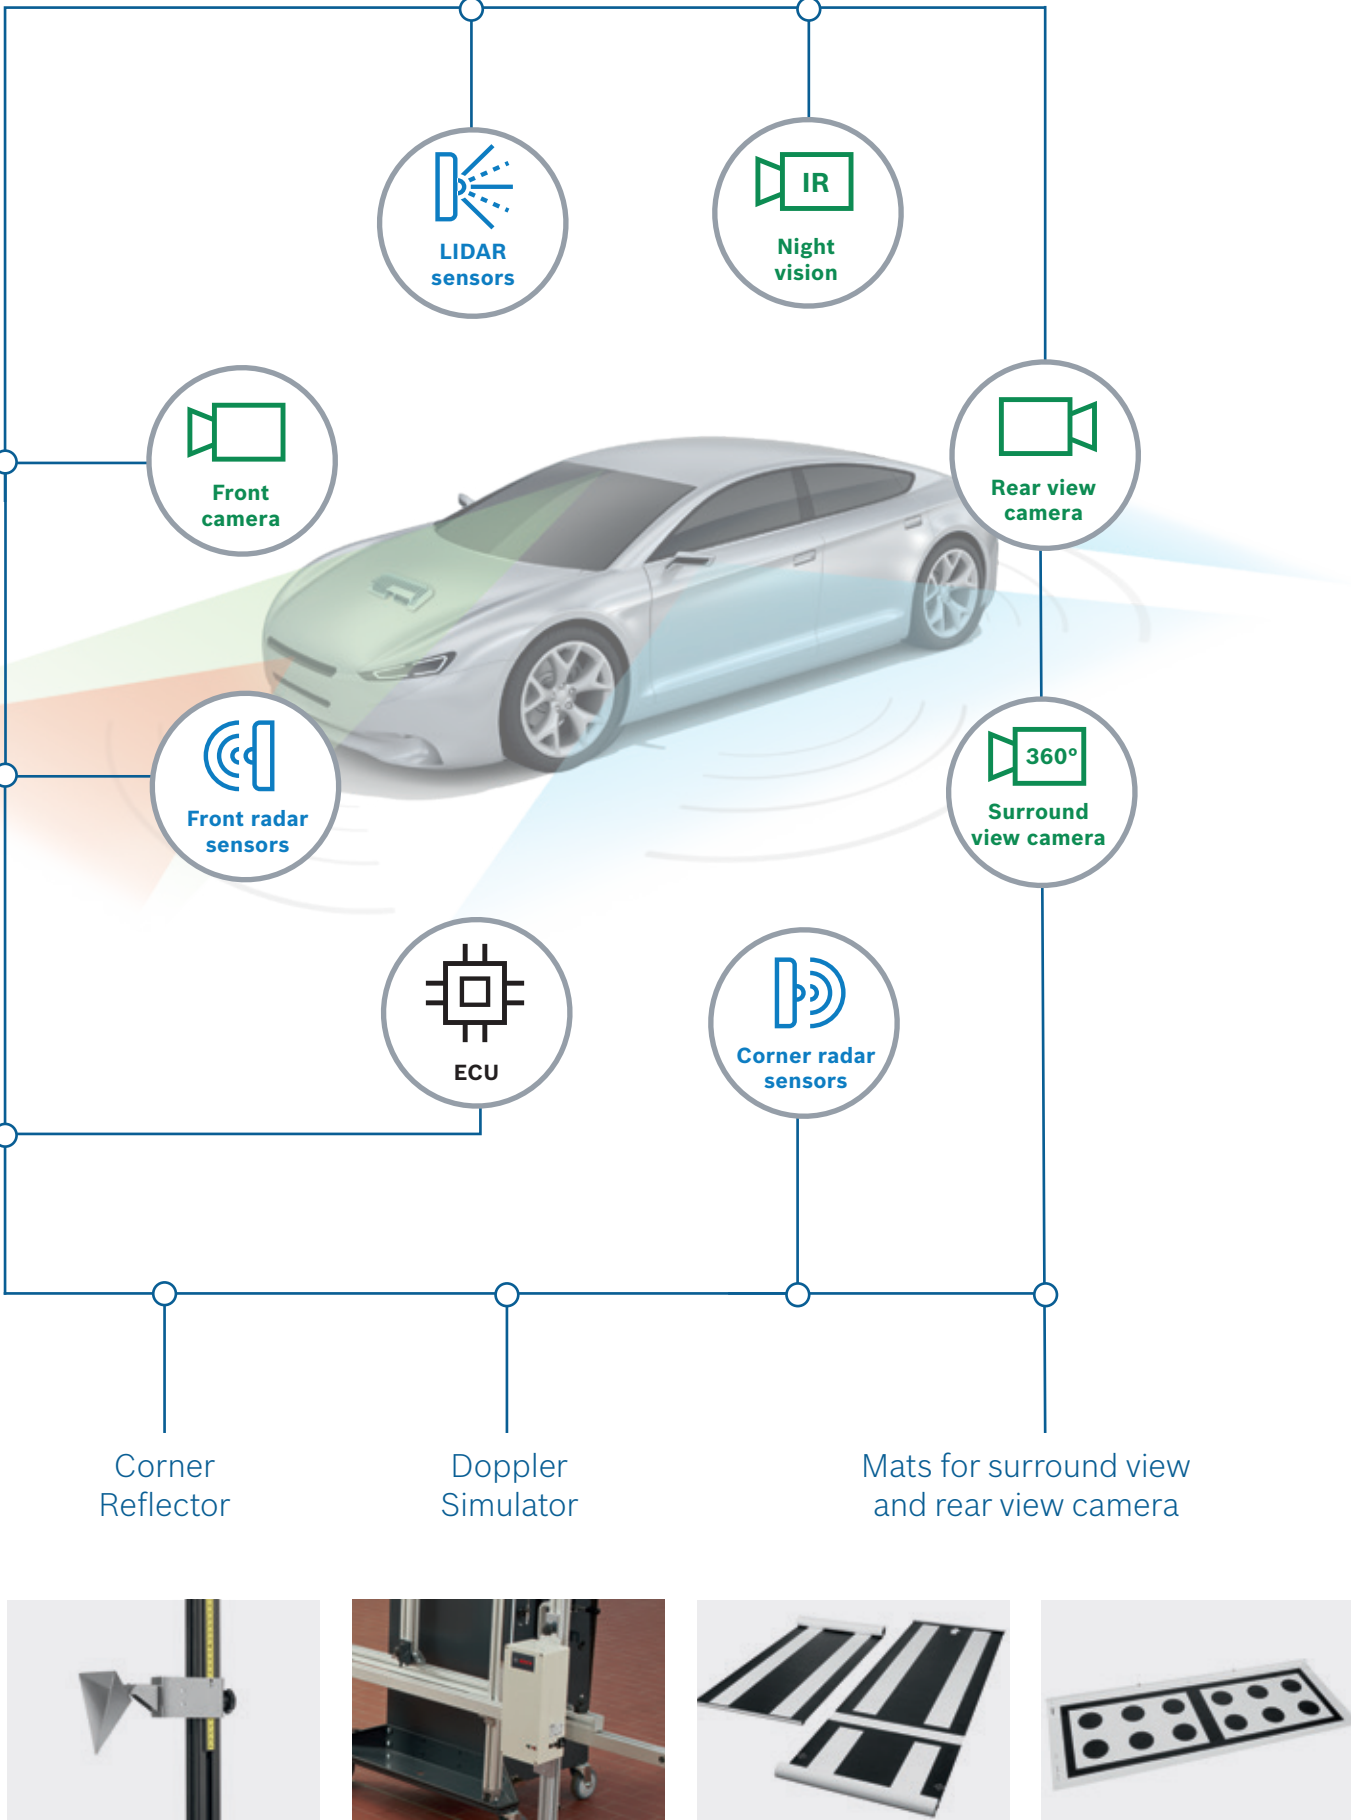 LIDAR
sensors
IR
Night
vision
Front
camera
Rear view
camera
Front radar
sensors
360°
Surround
view camera
ECU
Corner radar
sensors
Corner
Reflector
Doppler
Simulator
Mats for surround view
and rear view camera